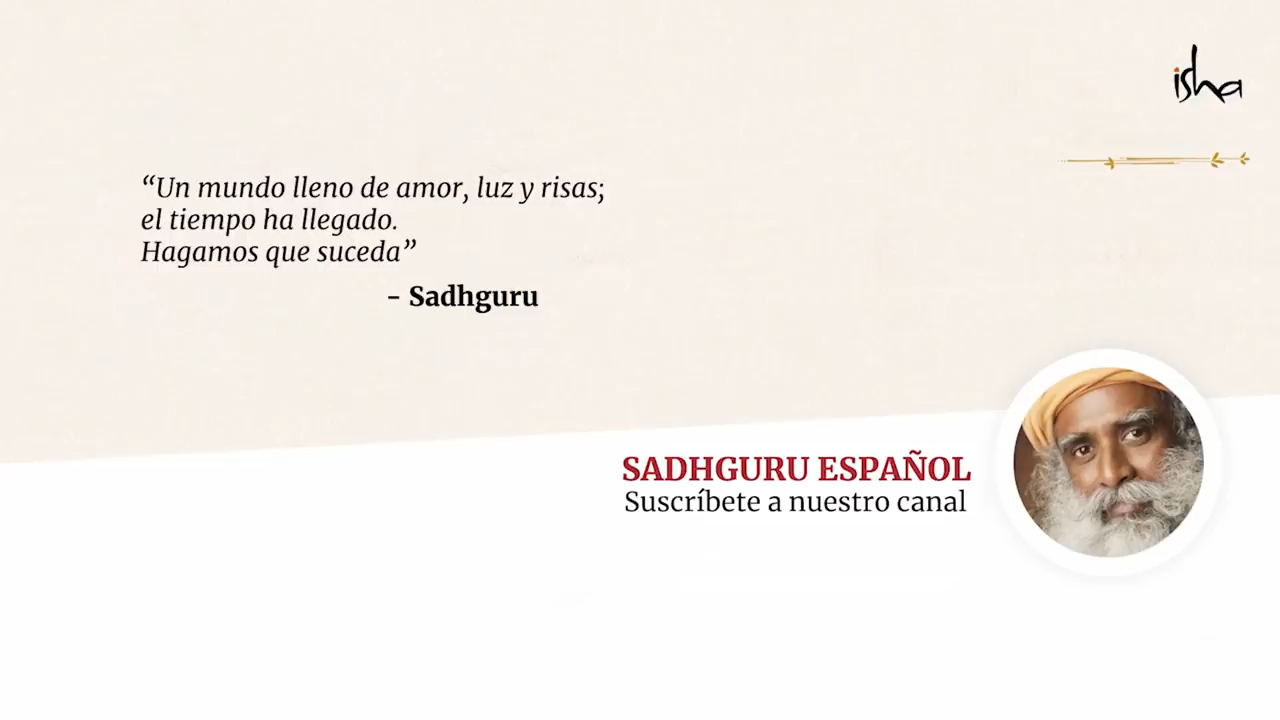 isha
“Un mundo lleno de amor, luz y risas;
el tiempo ha llegado.
Hagamos que suceda”
- Sadhguru
SADHGURU ESPAÑOL
Suscríbete a nuestro canal